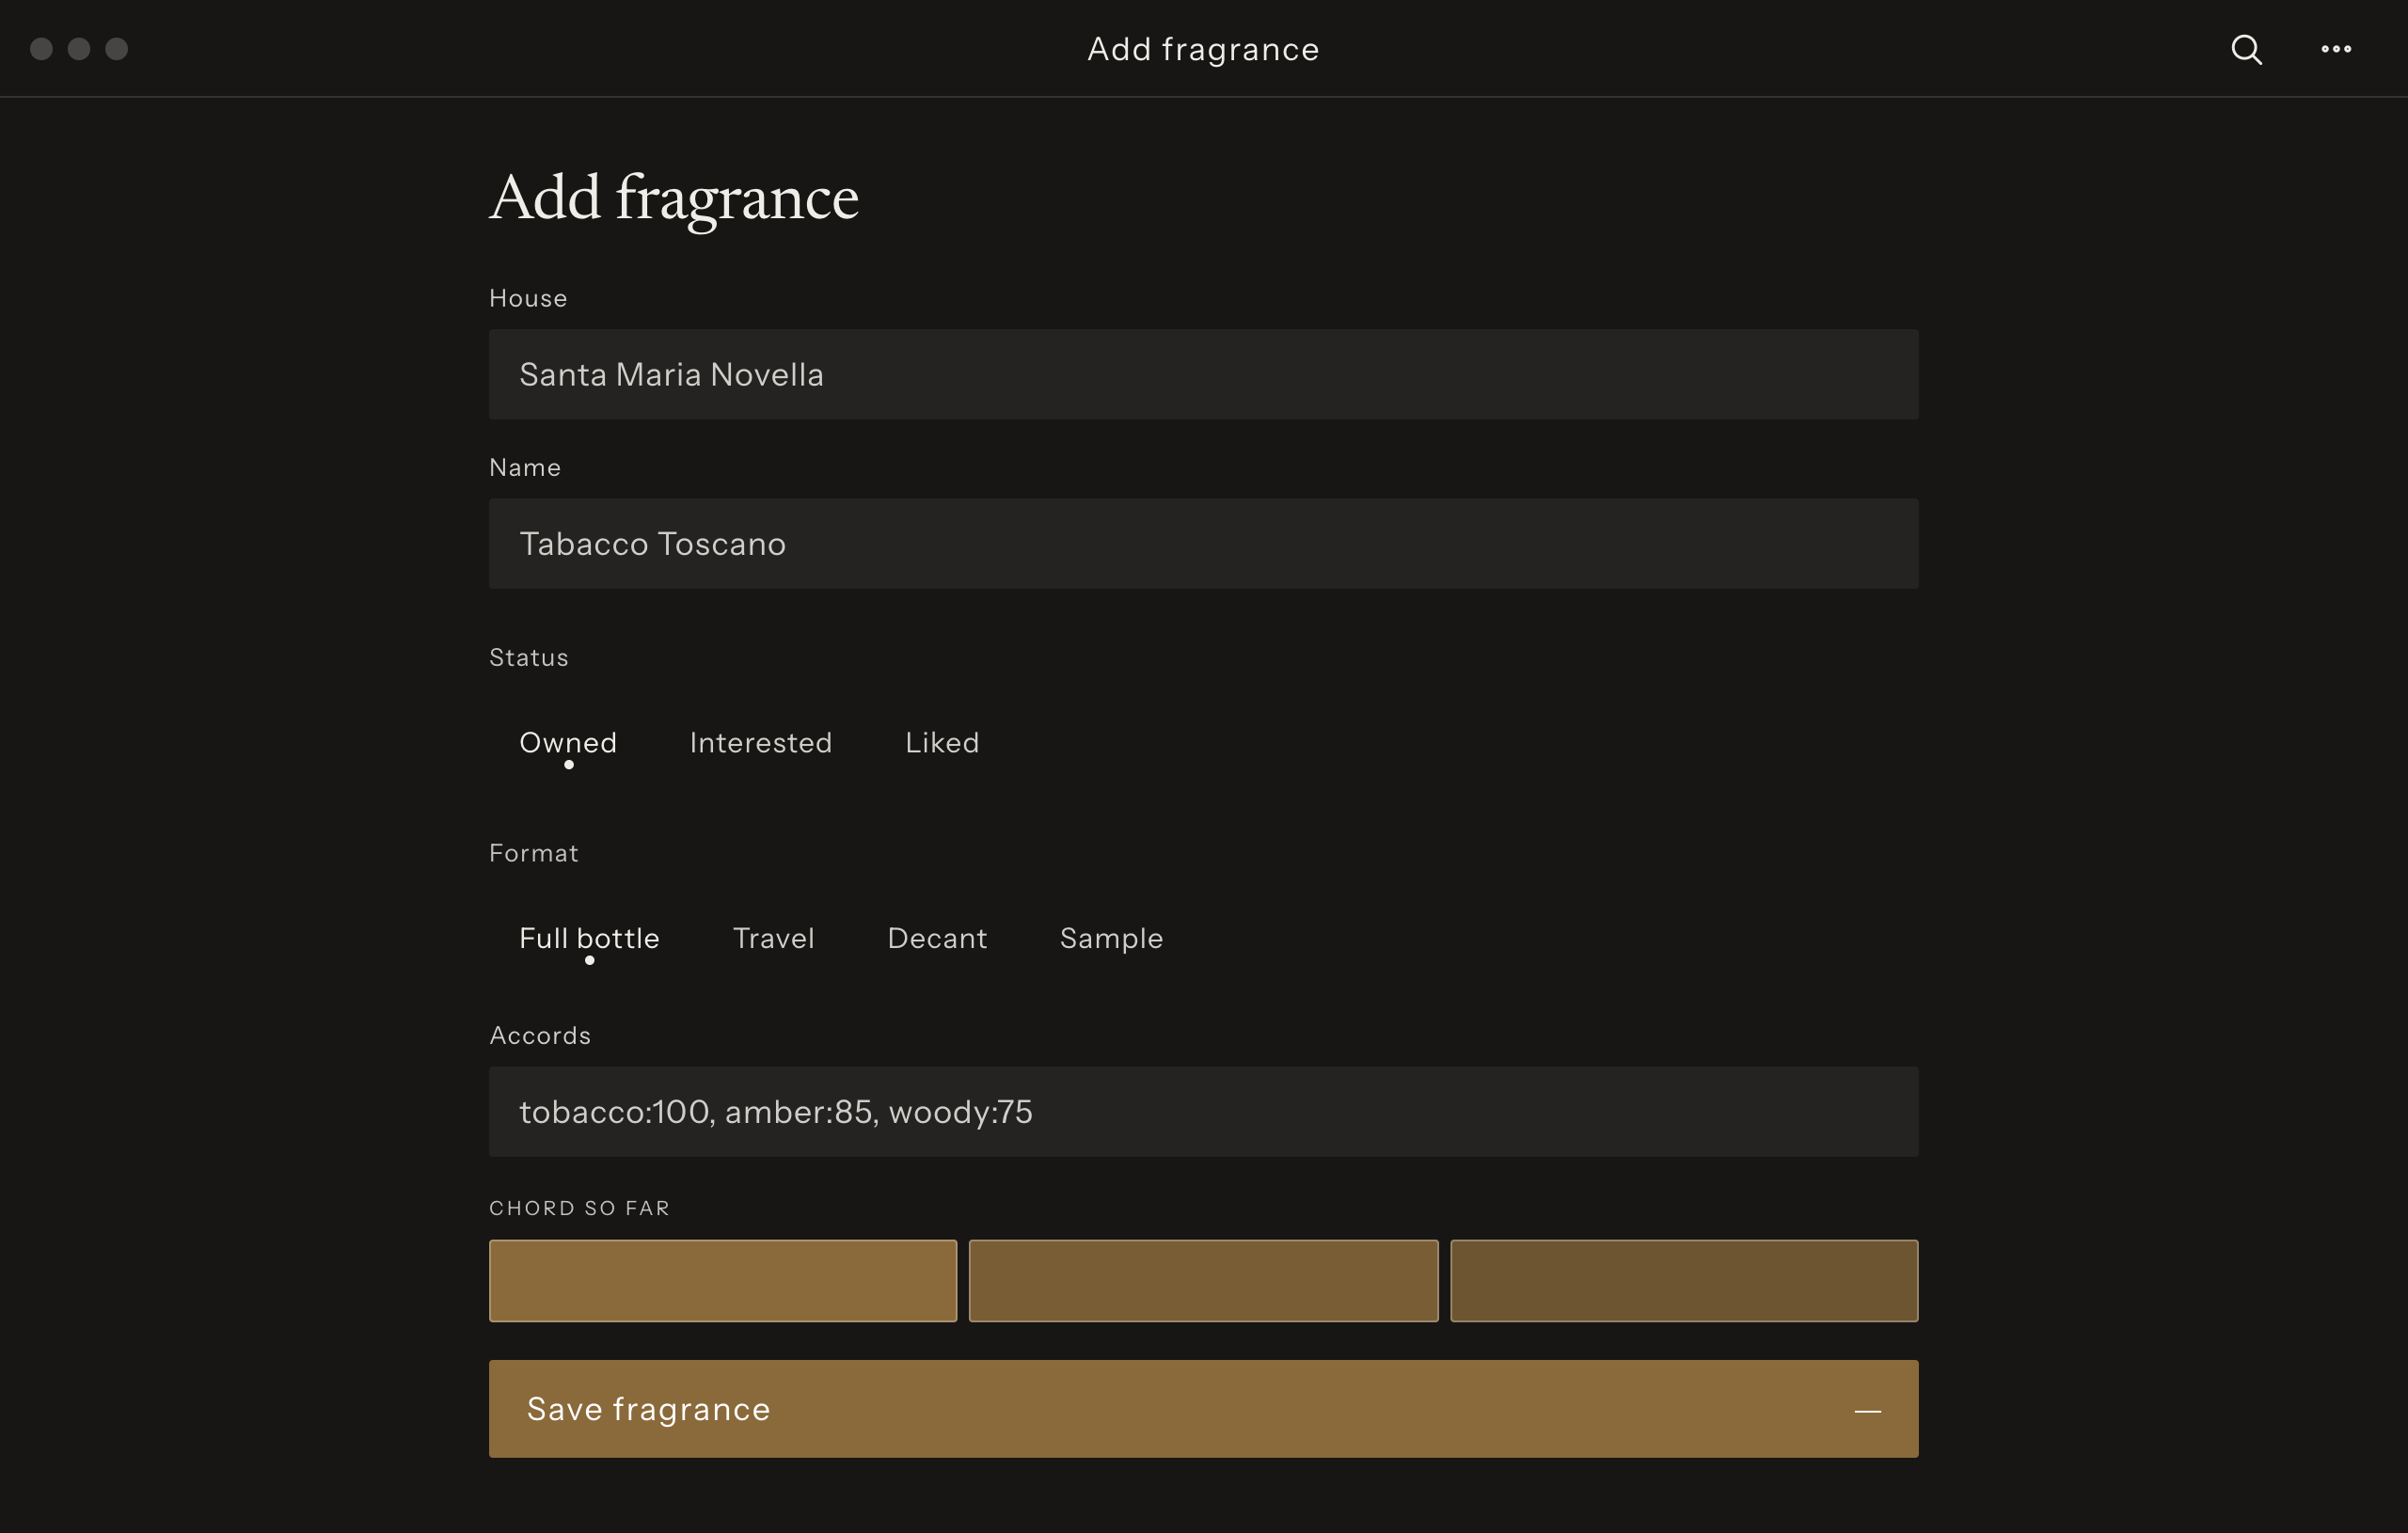 Add fragrance
Add fragrance
House
Santa Maria Novella
Name
Tabacco Toscano
Status
Owned Interested Liked
Format
Full bottle Travel Decant Sample
Accords
tobacco:100, amber:85, woody:75
CHORD SO FAR
Save fragrance —